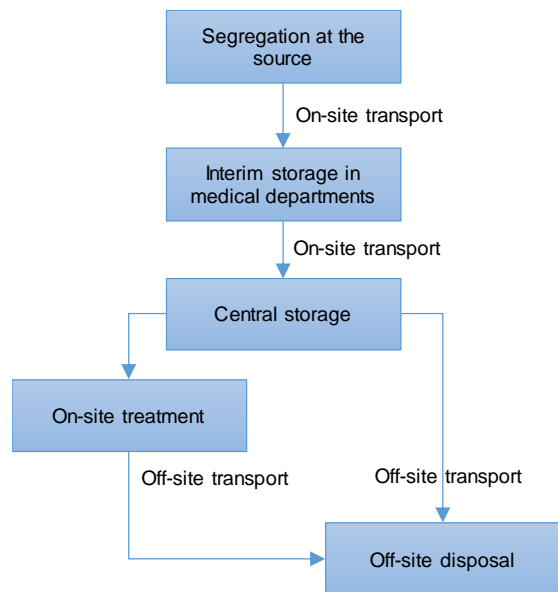 Segregation at the
source
On-site transport
Interim storage in
medical departments
On-site transport
Central storage
On-site treatment
Off-site transport
Off-site transport
Off-site disposal